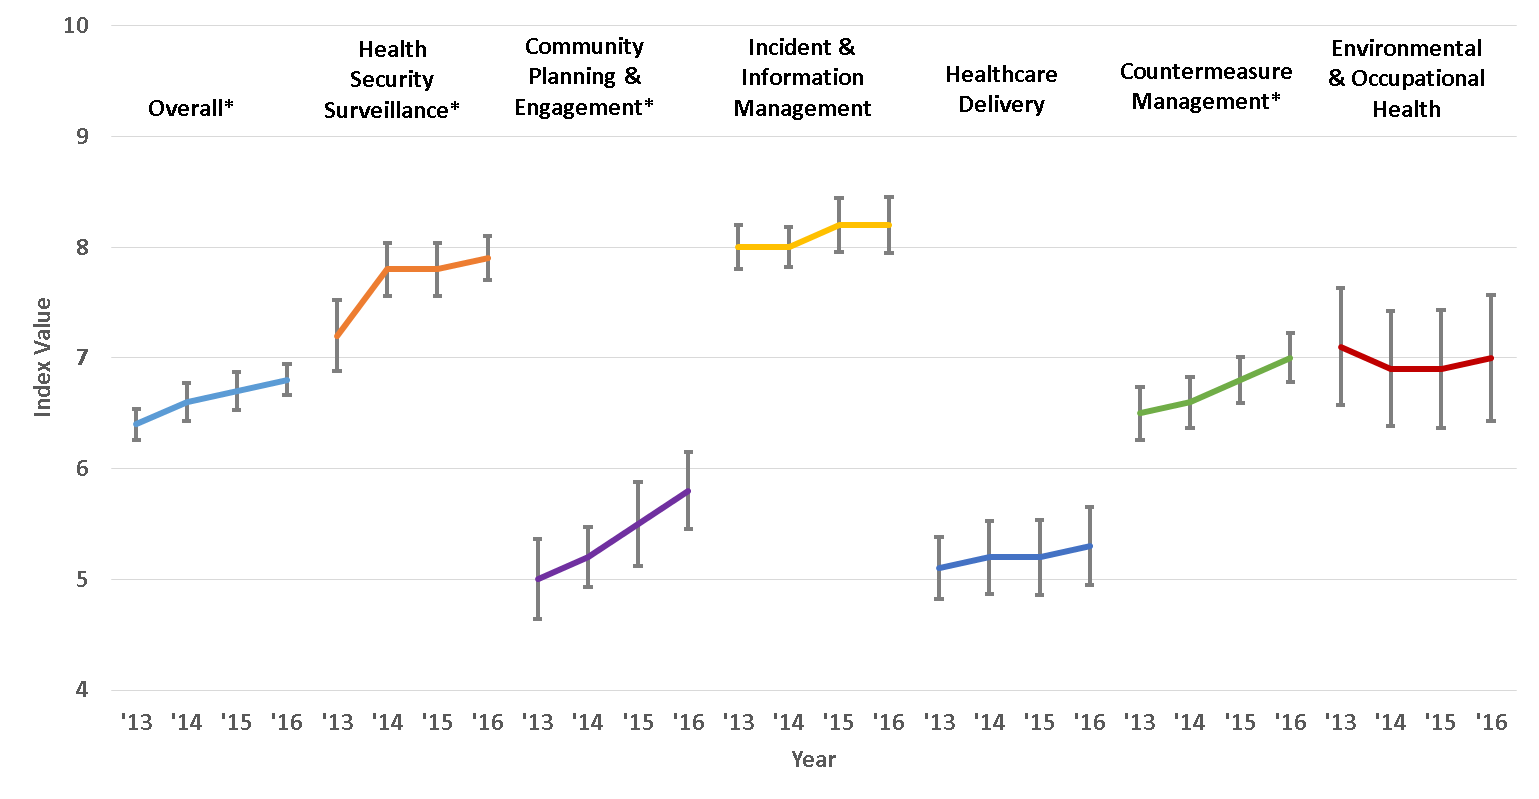 10
9
8
7
6
5
4
Index Value
Overall*
Health
Security
Surveillance*
Community
Planning &
Engagement*
Incident &
Information
Management
Healthcare
Delivery
Countermeasure
Management*
Environmental
& Occupational
Health
'13 '14 '15 '16 '13 '14 '15 '16 '13 '14 '15 '16 '13 '14 '15 '16 '13 '14 '15 '16 '13 '14 '15 '16 '13 '14 '15 '16
Year